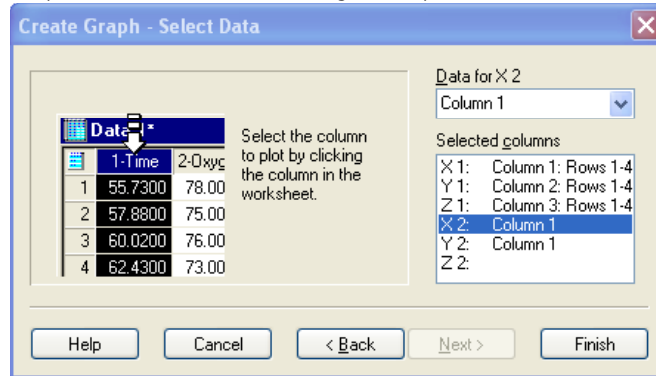 Create Graph - Select Data
Data for X 2
Column 1
Selected columns
X 1: Column 1: Rows 1-4
Y 1: Column 2: Rows 1-4
Z 1: Column 3: Rows 1-4
X 2: Column 1
Y 2: Column 1
Z 2:
1-Time 2-Oxyg
1 55.7300 78.00
2 57.8800 75.00
3 60.0200 76.00
4 62.4300 73.00
Select the column
to plot by clicking
the column in the
worksheet.
Help Cancel < Back Next > Finish